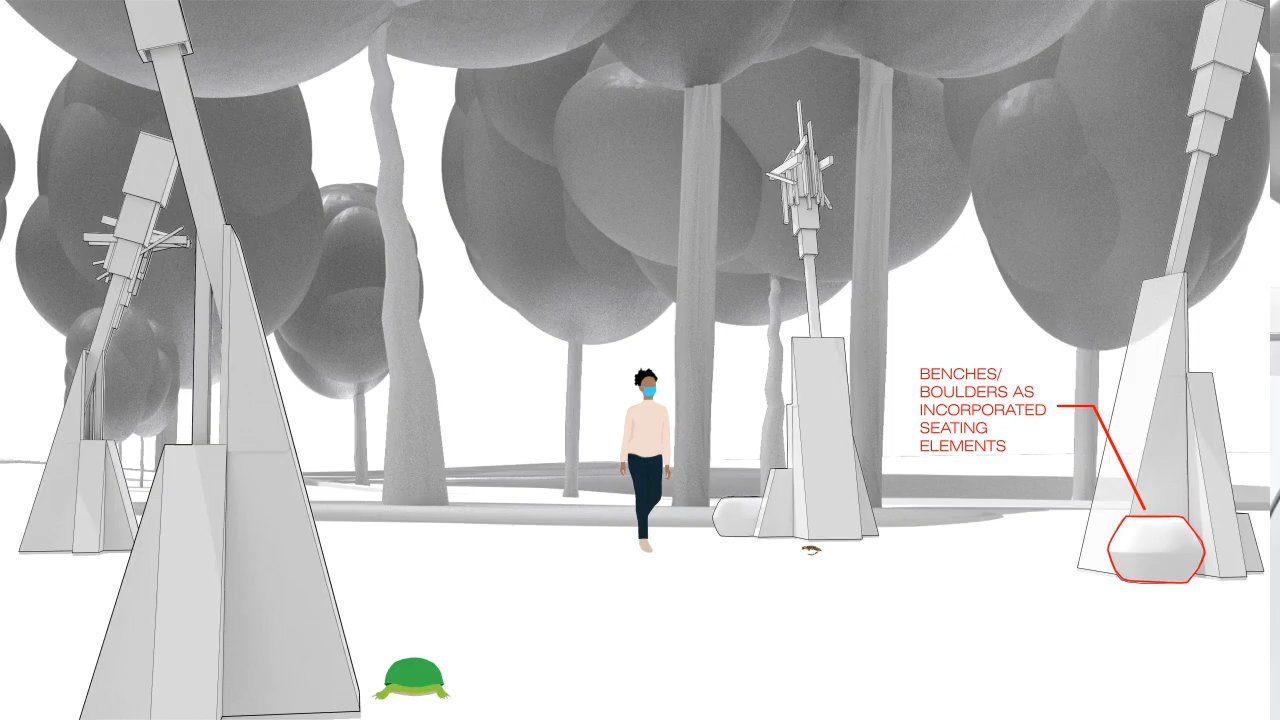 BENCHES/
BOULDERS AS
INCORPORATED
SEATING
ELEMENTS